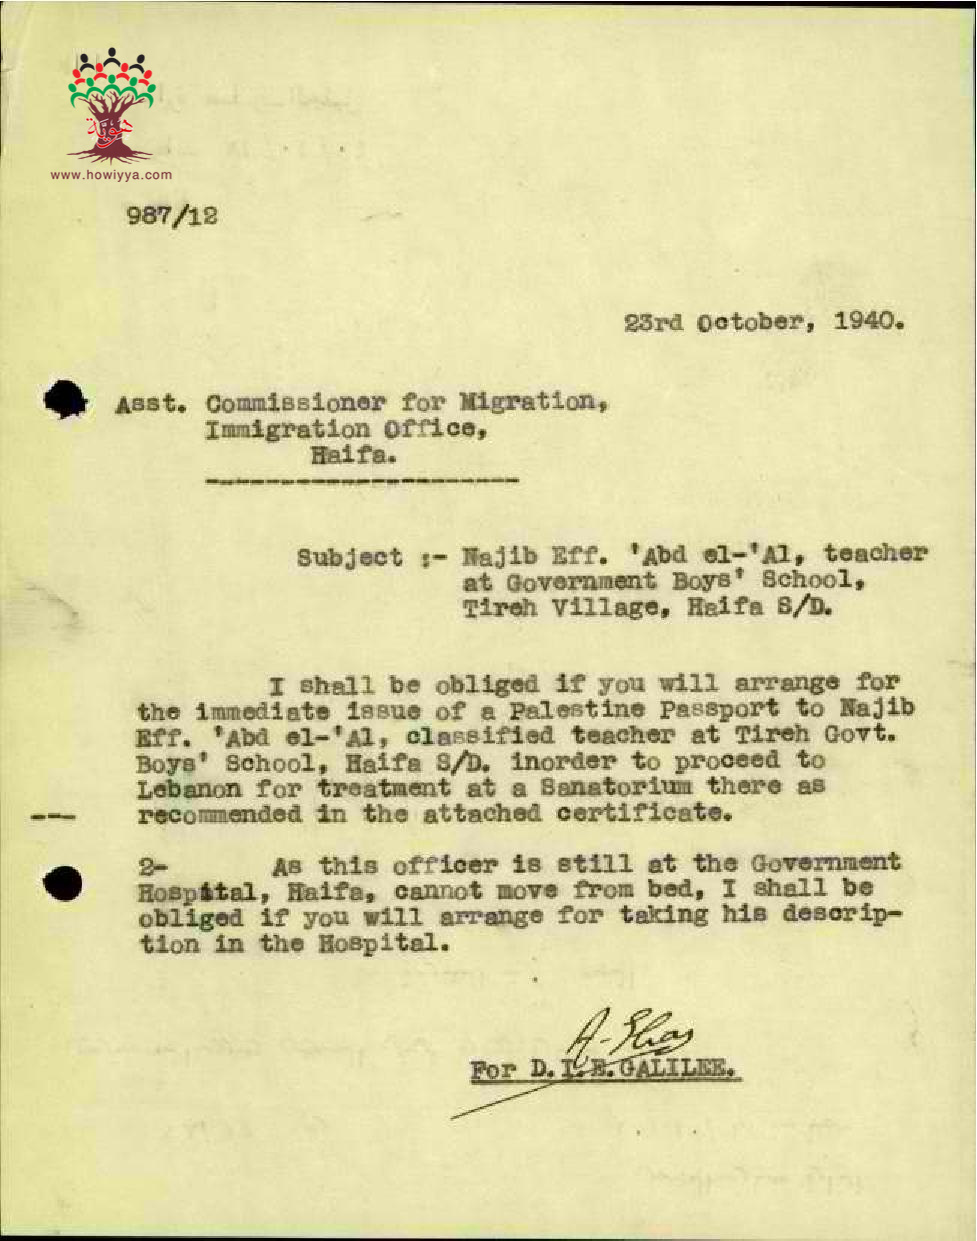 هوية
www.howiyya.com
987/12
23rd October, 1940.
Asst. Commissioner for Migration,
Immigration Office,
Haifa.
Subject :- Najib Eff. 'Abd el-'Al, teacher
at Government Boys' School,
Tireh Village, Haifa S/D.
I shall be obliged if you will arrange for
the immediate issue of a Palestine Passport to Najib
Eff. 'Abd el-'Al, classified teacher at Tireh Govt.
Boys' School, Haifa S/D. inorder to proceed to
Lebanon for treatment at a Sanatorium there as
recommended in the attached certificate.
2- As this officer is still at the Government
Hospital, Haifa, cannot move from bed, I shall be
obliged if you will arrange for taking his descrip-
tion in the Hospital.
For D.I.E. GALILEE.